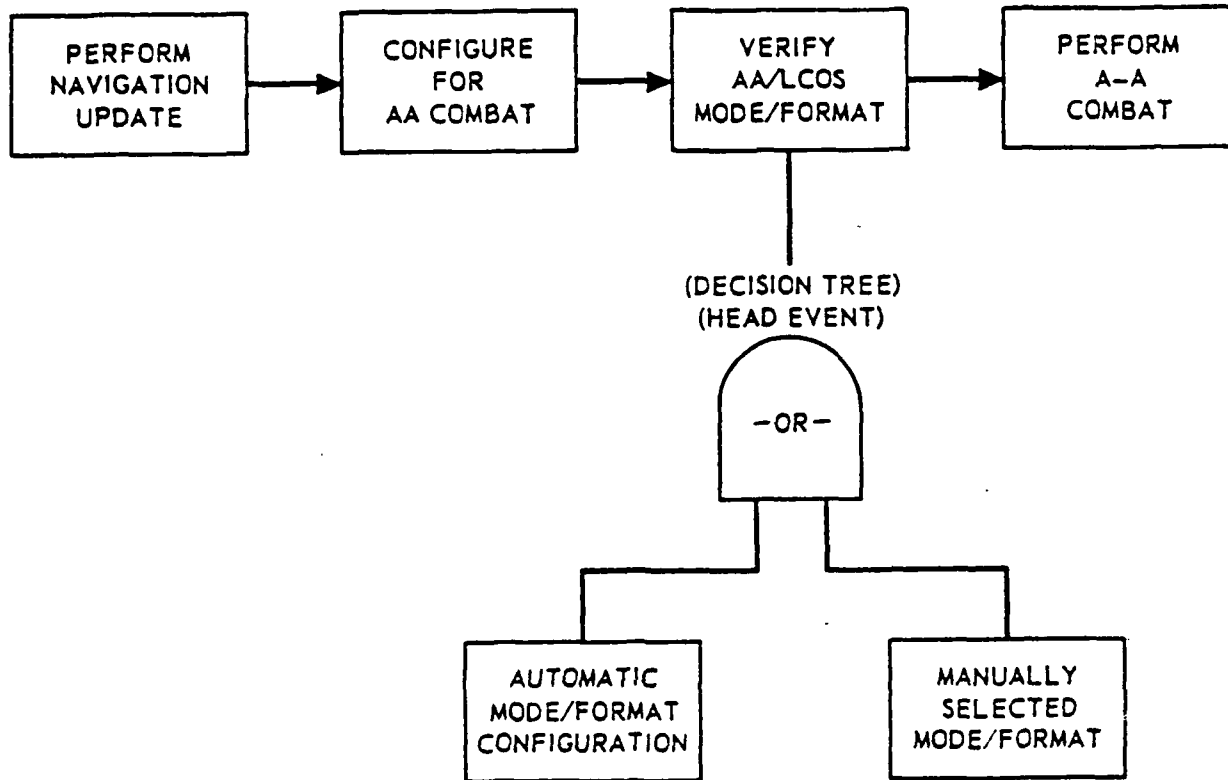 PERFORM
NAVIGATION
UPDATE
CONFIGURE
FOR
AA COMBAT
VERIFY
AA/LCOS
MODE/FORMAT
PERFORM
A-A
COMBAT
(DECISION TREE)
(HEAD EVENT)
-OR-
AUTOMATIC
MODE/FORMAT
CONFIGURATION
MANUALLY
SELECTED
MODE/FORMAT